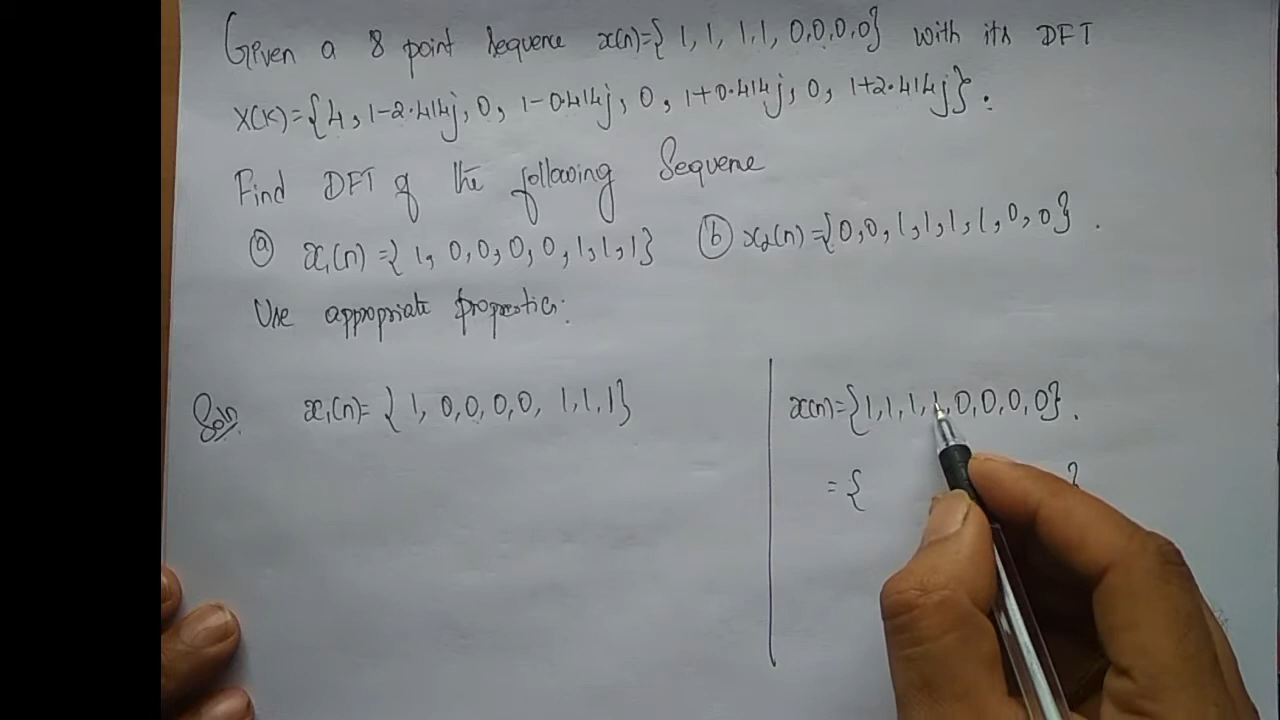 Given a 8 point Sequence x(n)={ 1, 1, 1,1, 0,0,0,0} with its DFT
X(K)={4, 1-2.414j, 0, 1-0.414j, 0, 1+0.414j, 0, 1+2.414j}.
Find DFT of the following Sequene
(a) x₁(n)={ 1, 0,0,0,0,1,1,1} (b) x₂(n)={0,0,1,1,1,1,0,0}.
Use appropriate properties:
Soln x₁(n)= { 1, 0,0,0,0, 1,1,1}
x(n)={1,1,1,1,0,0,0,0}.
={ }